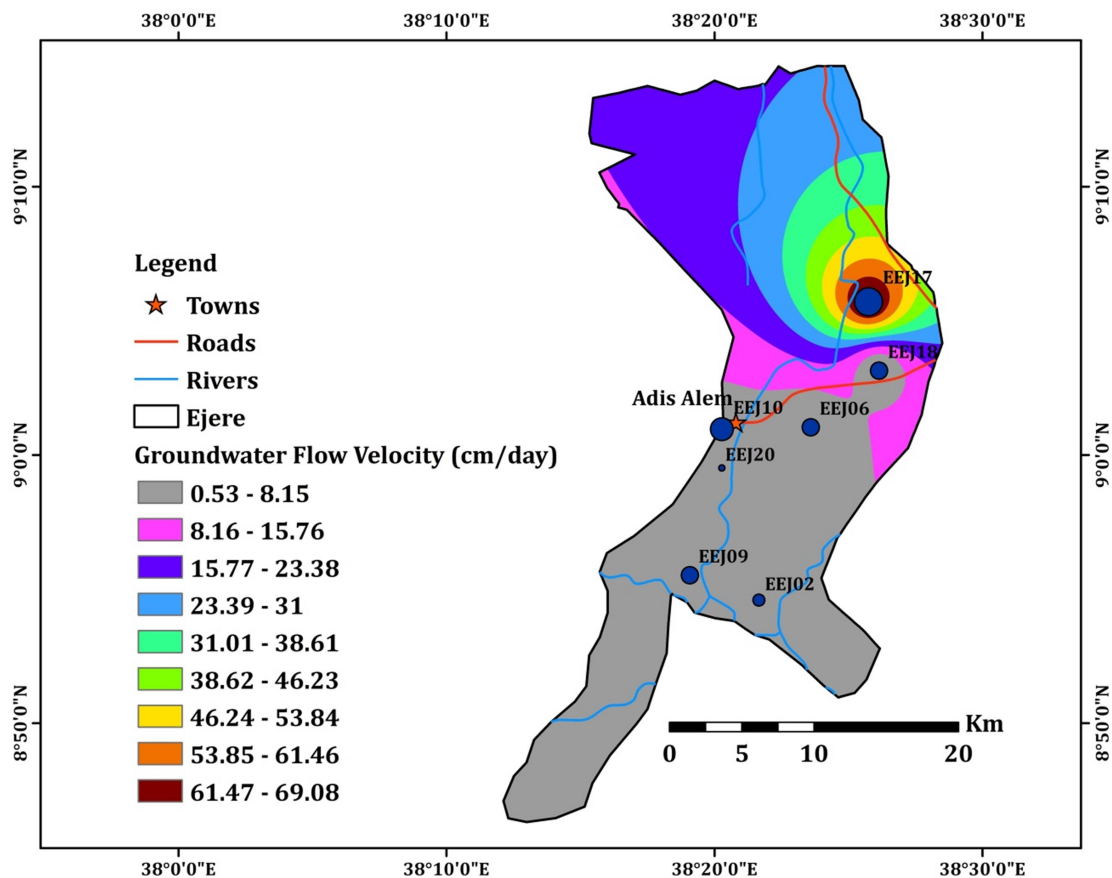 38°0'0"E 38°10'0"E 38°20'0"E 38°30'0"E
9°10'0"N 9°10'0"N
Legend
Towns
Roads
Rivers
Ejere
Groundwater Flow Velocity (cm/day)
0.53 - 8.15
8.16 - 15.76
15.77 - 23.38
23.39 - 31
31.01 - 38.61
38.62 - 46.23
46.24 - 53.84
53.85 - 61.46
61.47 - 69.08
EEJ17
EEJ18
Adis Alem
EEJ10
EEJ06
EEJ20
EEJ09
EEJ02
9°0'0"N 9°0'0"N
8°50'0"N 8°50'0"N
Km
0 5 10 20
38°0'0"E 38°10'0"E 38°20'0"E 38°30'0"E